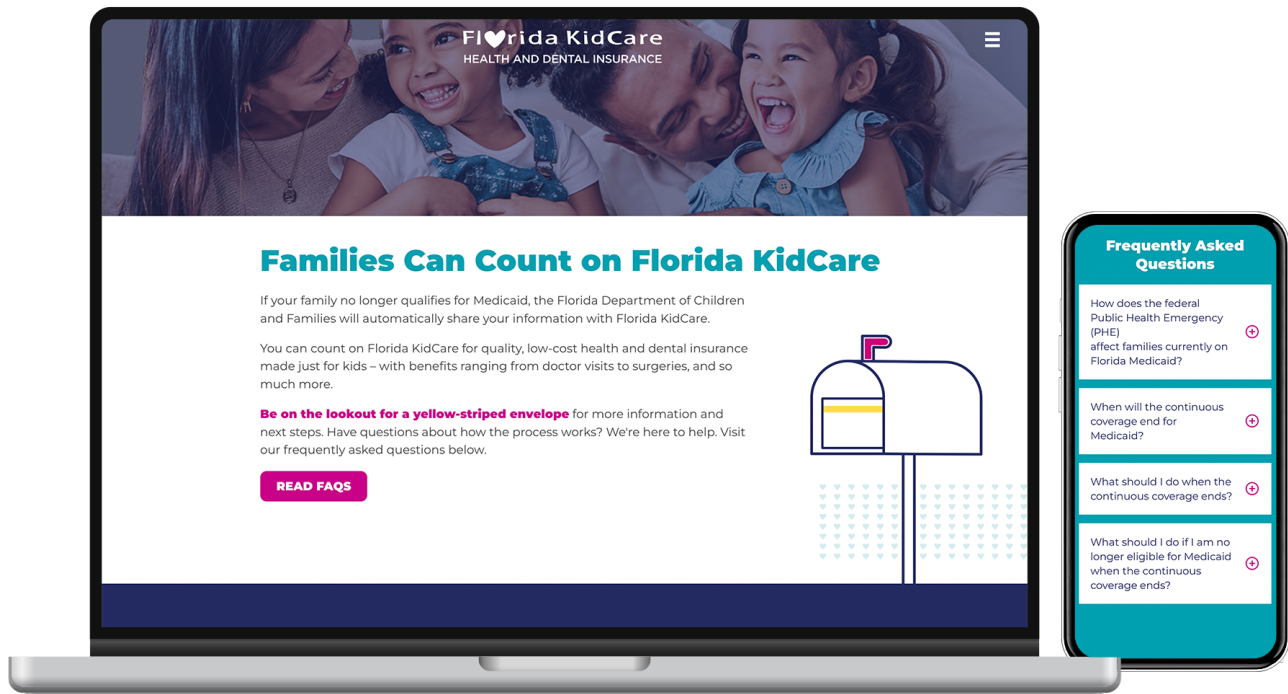 Florida KidCare
HEALTH AND DENTAL INSURANCE
Families Can Count on Florida KidCare
If your family no longer qualifies for Medicaid, the Florida Department of Children
and Families will automatically share your information with Florida KidCare.
You can count on Florida KidCare for quality, low-cost health and dental insurance
made just for kids – with benefits ranging from doctor visits to surgeries, and so
much more.
Be on the lookout for a yellow-striped envelope for more information and
next steps. Have questions about how the process works? We're here to help. Visit
our frequently asked questions below.
READ FAQS
Frequently Asked
Questions
How does the federal
Public Health Emergency
(PHE)
affect families currently on
Florida Medicaid?
When will the continuous
coverage end for
Medicaid?
What should I do when the
continuous coverage ends?
What should I do if I am no
longer eligible for Medicaid
when the continuous
coverage ends?